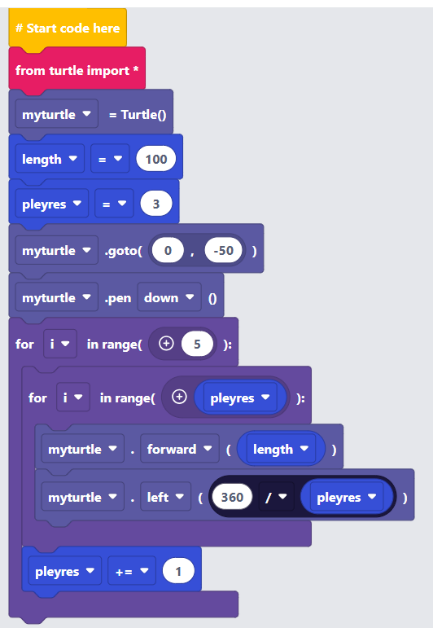 # Start code here
from turtle import *
myturtle = Turtle()
length = 100
pleyres = 3
myturtle .goto( 0 , -50 )
myturtle .pen down ()
for i in range( 5 ):
for i in range( pleyres ):
myturtle . forward ( length )
myturtle . left ( 360 / pleyres )
pleyres += 1